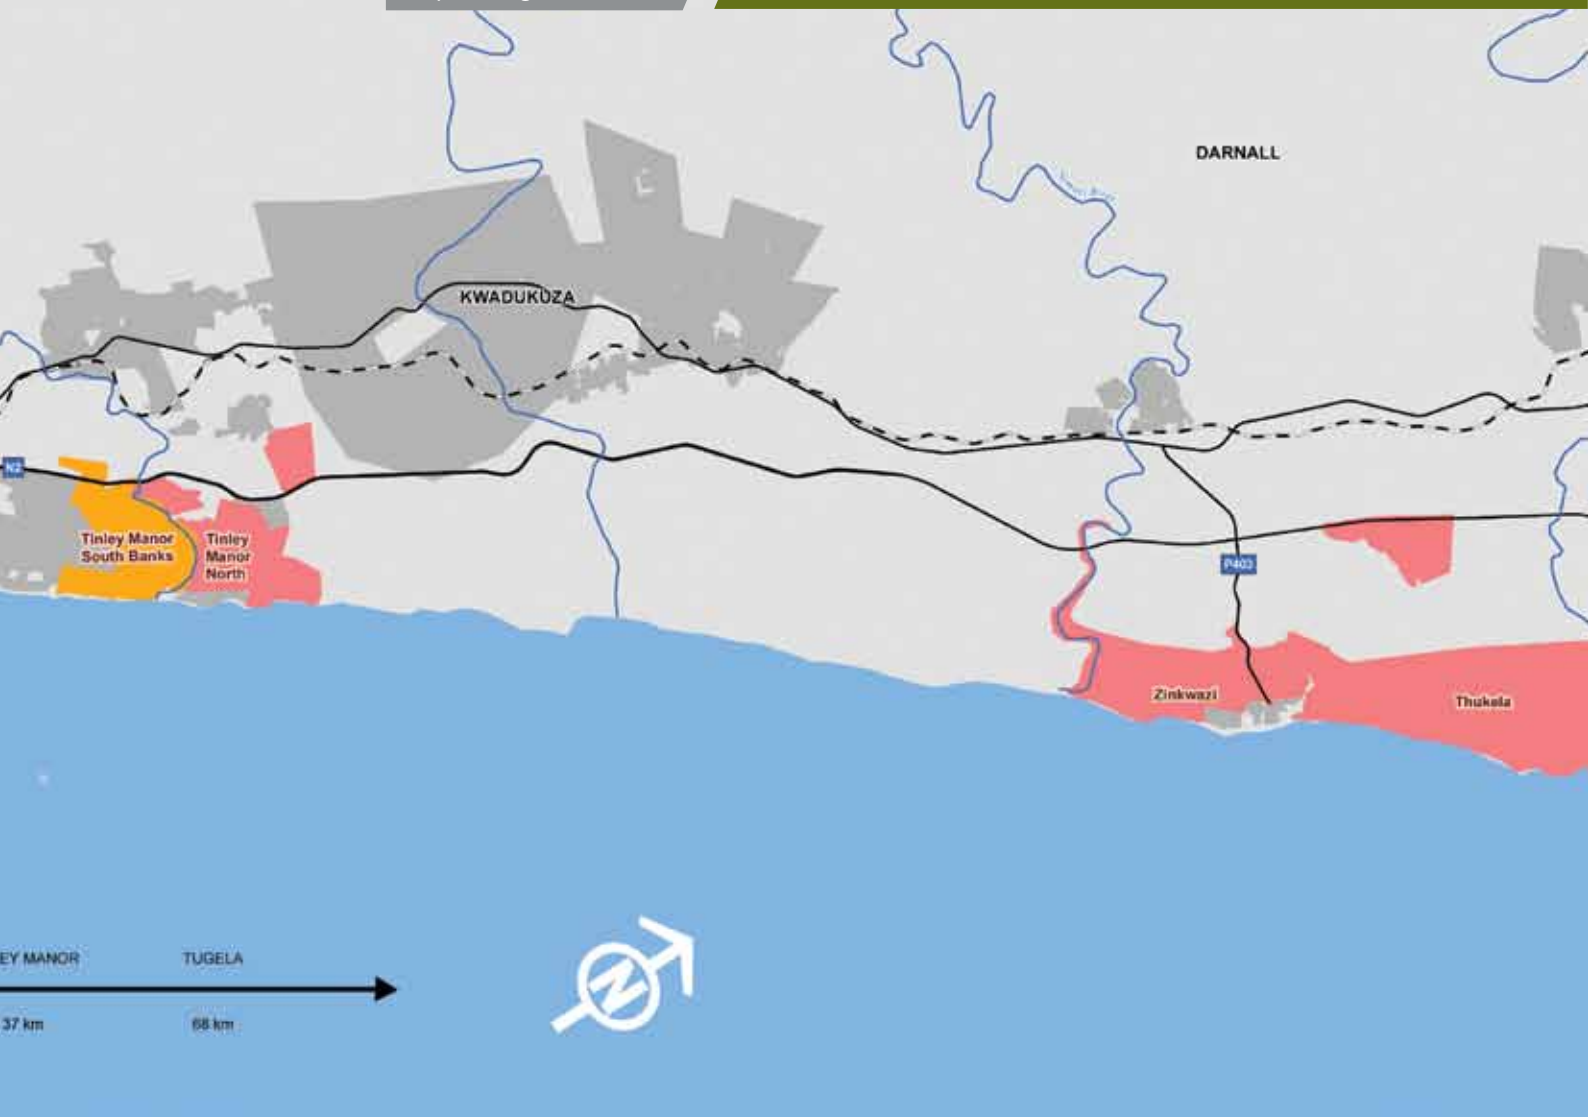 DARNALL
KWADUKUZA
N2
Tinley Manor
South Banks
Tinley
Manor
North
P403
Zinkwazi
Thukela
EY MANOR
TUGELA
37 km
68 km
N